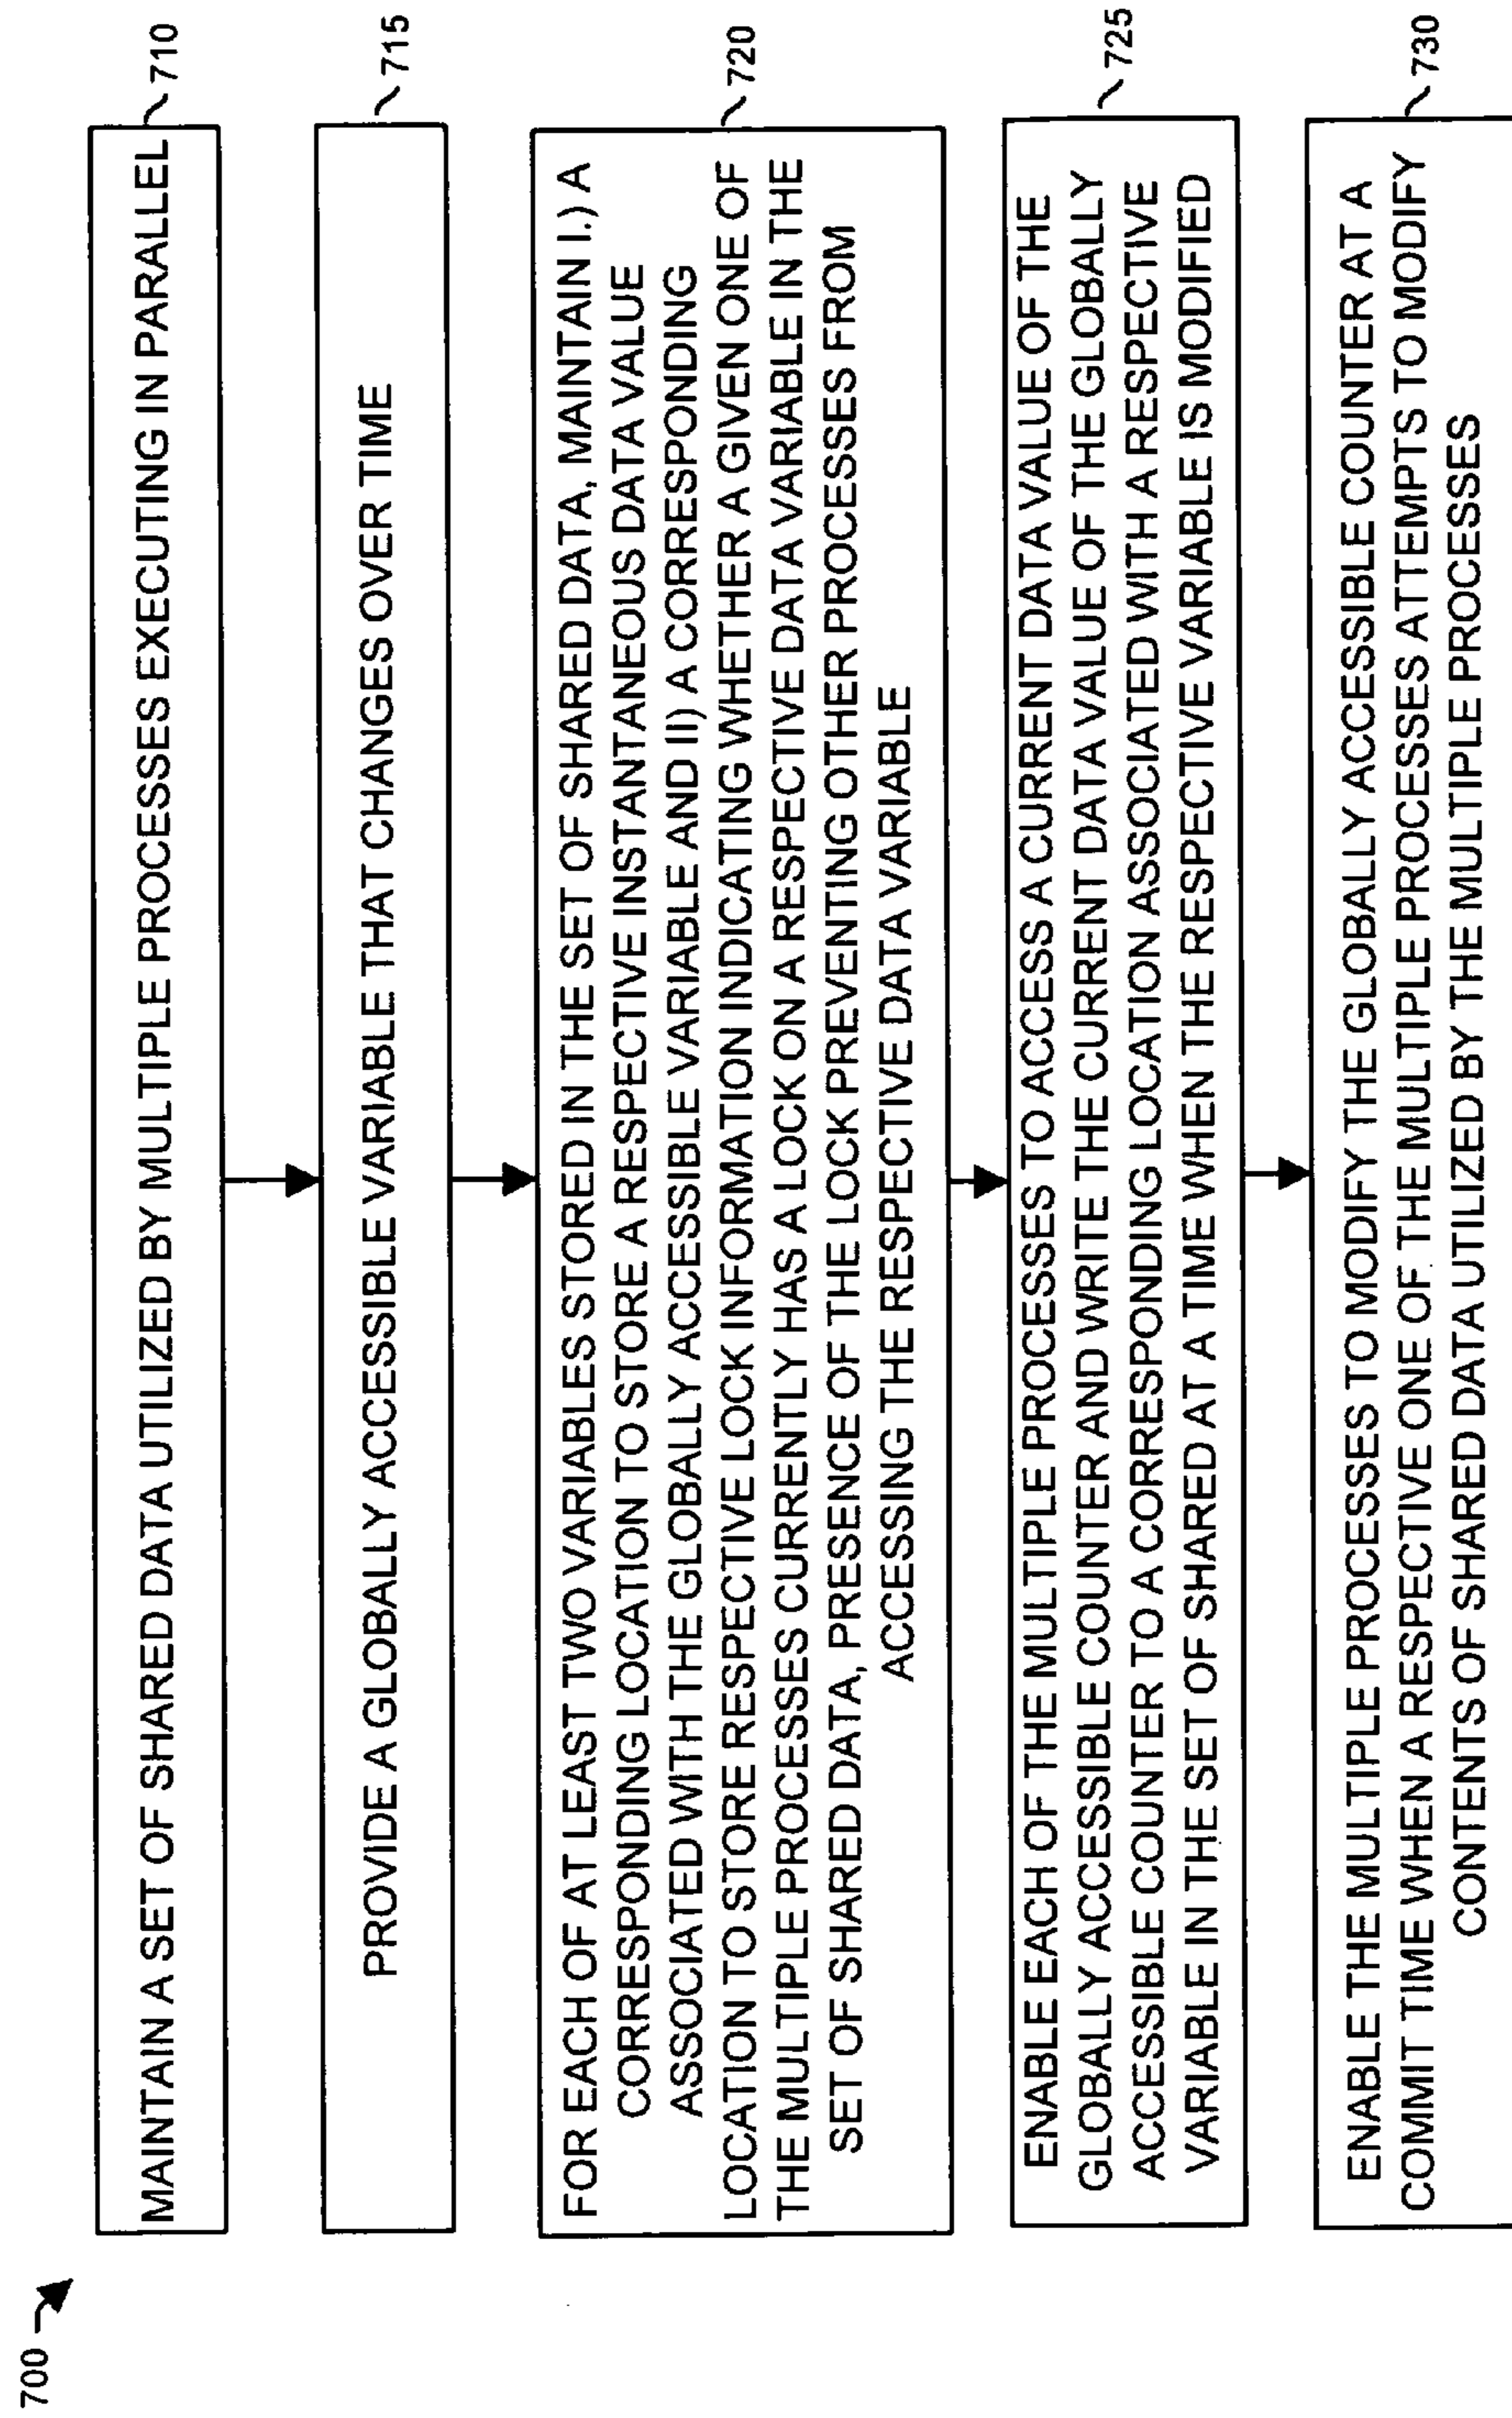 700
MAINTAIN A SET OF SHARED DATA UTILIZED BY MULTIPLE PROCESSES EXECUTING IN PARALLEL
710
PROVIDE A GLOBALLY ACCESSIBLE VARIABLE THAT CHANGES OVER TIME
715
FOR EACH OF AT LEAST TWO VARIABLES STORED IN THE SET OF SHARED DATA, MAINTAIN I.) A
CORRESPONDING LOCATION TO STORE A RESPECTIVE INSTANTANEOUS DATA VALUE
ASSOCIATED WITH THE GLOBALLY ACCESSIBLE VARIABLE AND II) A CORRESPONDING
LOCATION TO STORE RESPECTIVE LOCK INFORMATION INDICATING WHETHER A GIVEN ONE OF
THE MULTIPLE PROCESSES CURRENTLY HAS A LOCK ON A RESPECTIVE DATA VARIABLE IN THE
SET OF SHARED DATA, PRESENCE OF THE LOCK PREVENTING OTHER PROCESSES FROM
ACCESSING THE RESPECTIVE DATA VARIABLE
720
ENABLE EACH OF THE MULTIPLE PROCESSES TO ACCESS A CURRENT DATA VALUE OF THE
GLOBALLY ACCESSIBLE COUNTER AND WRITE THE CURRENT DATA VALUE OF THE GLOBALLY
ACCESSIBLE COUNTER TO A CORRESPONDING LOCATION ASSOCIATED WITH A RESPECTIVE
VARIABLE IN THE SET OF SHARED AT A TIME WHEN THE RESPECTIVE VARIABLE IS MODIFIED
725
ENABLE THE MULTIPLE PROCESSES TO MODIFY THE GLOBALLY ACCESSIBLE COUNTER AT A
COMMIT TIME WHEN A RESPECTIVE ONE OF THE MULTIPLE PROCESSES ATTEMPTS TO MODIFY
CONTENTS OF SHARED DATA UTILIZED BY THE MULTIPLE PROCESSES
730